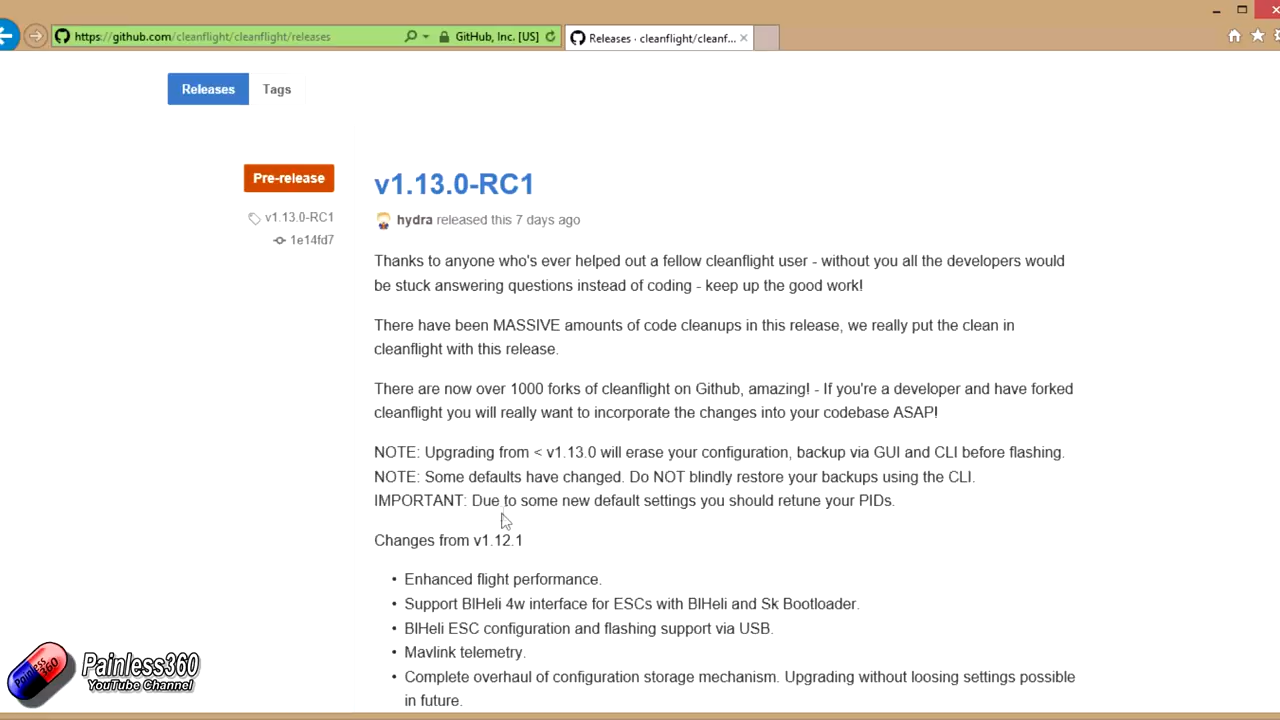 https://github.com/cleanflight/cleanflight/releases
GitHub, Inc. [US]
Releases · cleanflight/cleanf...
Releases
Tags
Pre-release
v1.13.0-RC1
1e14fd7
v1.13.0-RC1
hydra released this 7 days ago
Thanks to anyone who's ever helped out a fellow cleanflight user - without you all the developers would
be stuck answering questions instead of coding - keep up the good work!
There have been MASSIVE amounts of code cleanups in this release, we really put the clean in
cleanflight with this release.
There are now over 1000 forks of cleanflight on Github, amazing! - If you're a developer and have forked
cleanflight you will really want to incorporate the changes into your codebase ASAP!
NOTE: Upgrading from < v1.13.0 will erase your configuration, backup via GUI and CLI before flashing.
NOTE: Some defaults have changed. Do NOT blindly restore your backups using the CLI.
IMPORTANT: Due to some new default settings you should retune your PIDs.
Changes from v1.12.1
• Enhanced flight performance.
• Support BlHeli 4w interface for ESCs with BlHeli and Sk Bootloader.
• BlHeli ESC configuration and flashing support via USB.
• Mavlink telemetry.
• Complete overhaul of configuration storage mechanism. Upgrading without loosing settings possible
in future.
Painless360
Painless360
YouTube Channel